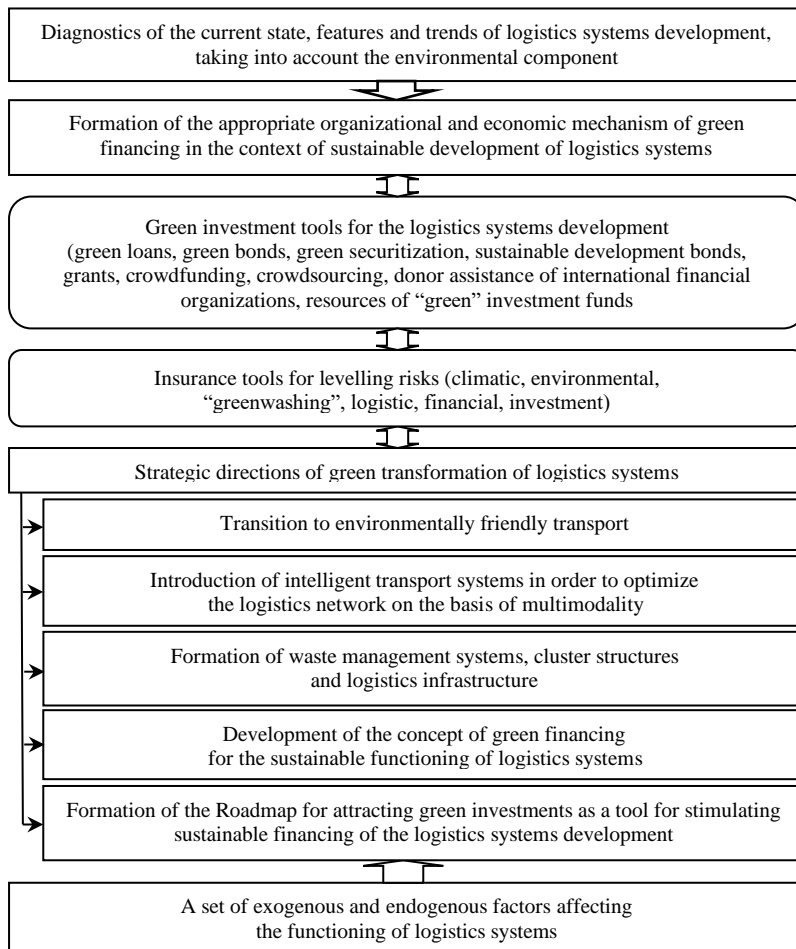 Diagnostics of the current state, features and trends of logistics systems development,
taking into account the environmental component
Formation of the appropriate organizational and economic mechanism of green
financing in the context of sustainable development of logistics systems
Green investment tools for the logistics systems development
(green loans, green bonds, green securitization, sustainable development bonds,
grants, crowdfunding, crowdsourcing, donor assistance of international financial
organizations, resources of “green” investment funds
Insurance tools for levelling risks (climatic, environmental,
“greenwashing”, logistic, financial, investment)
Strategic directions of green transformation of logistics systems
Transition to environmentally friendly transport
Introduction of intelligent transport systems in order to optimize
the logistics network on the basis of multimodality
Formation of waste management systems, cluster structures
and logistics infrastructure
Development of the concept of green financing
for the sustainable functioning of logistics systems
Formation of the Roadmap for attracting green investments as a tool for stimulating
sustainable financing of the logistics systems development
A set of exogenous and endogenous factors affecting
the functioning of logistics systems